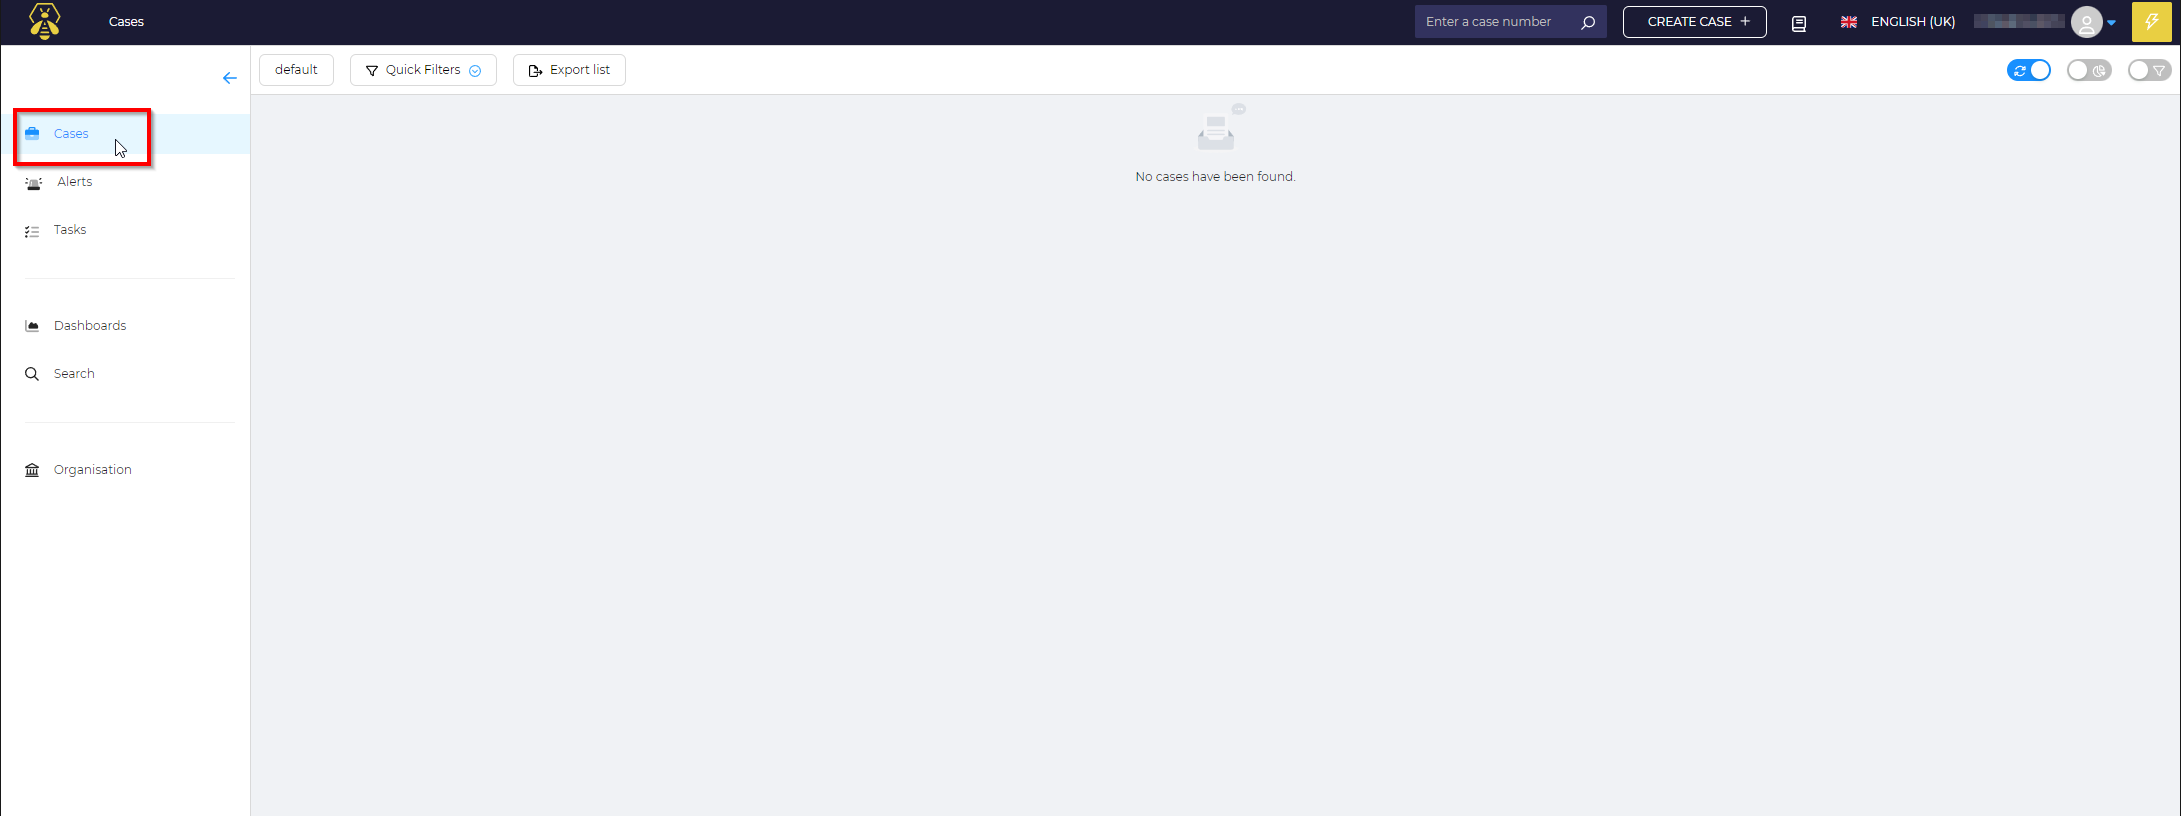 Cases
Enter a case number
CREATE CASE +
ENGLISH (UK)
default
Quick Filters
Export list
Cases
Alerts
Tasks
Dashboards
Search
Organisation
No cases have been found.